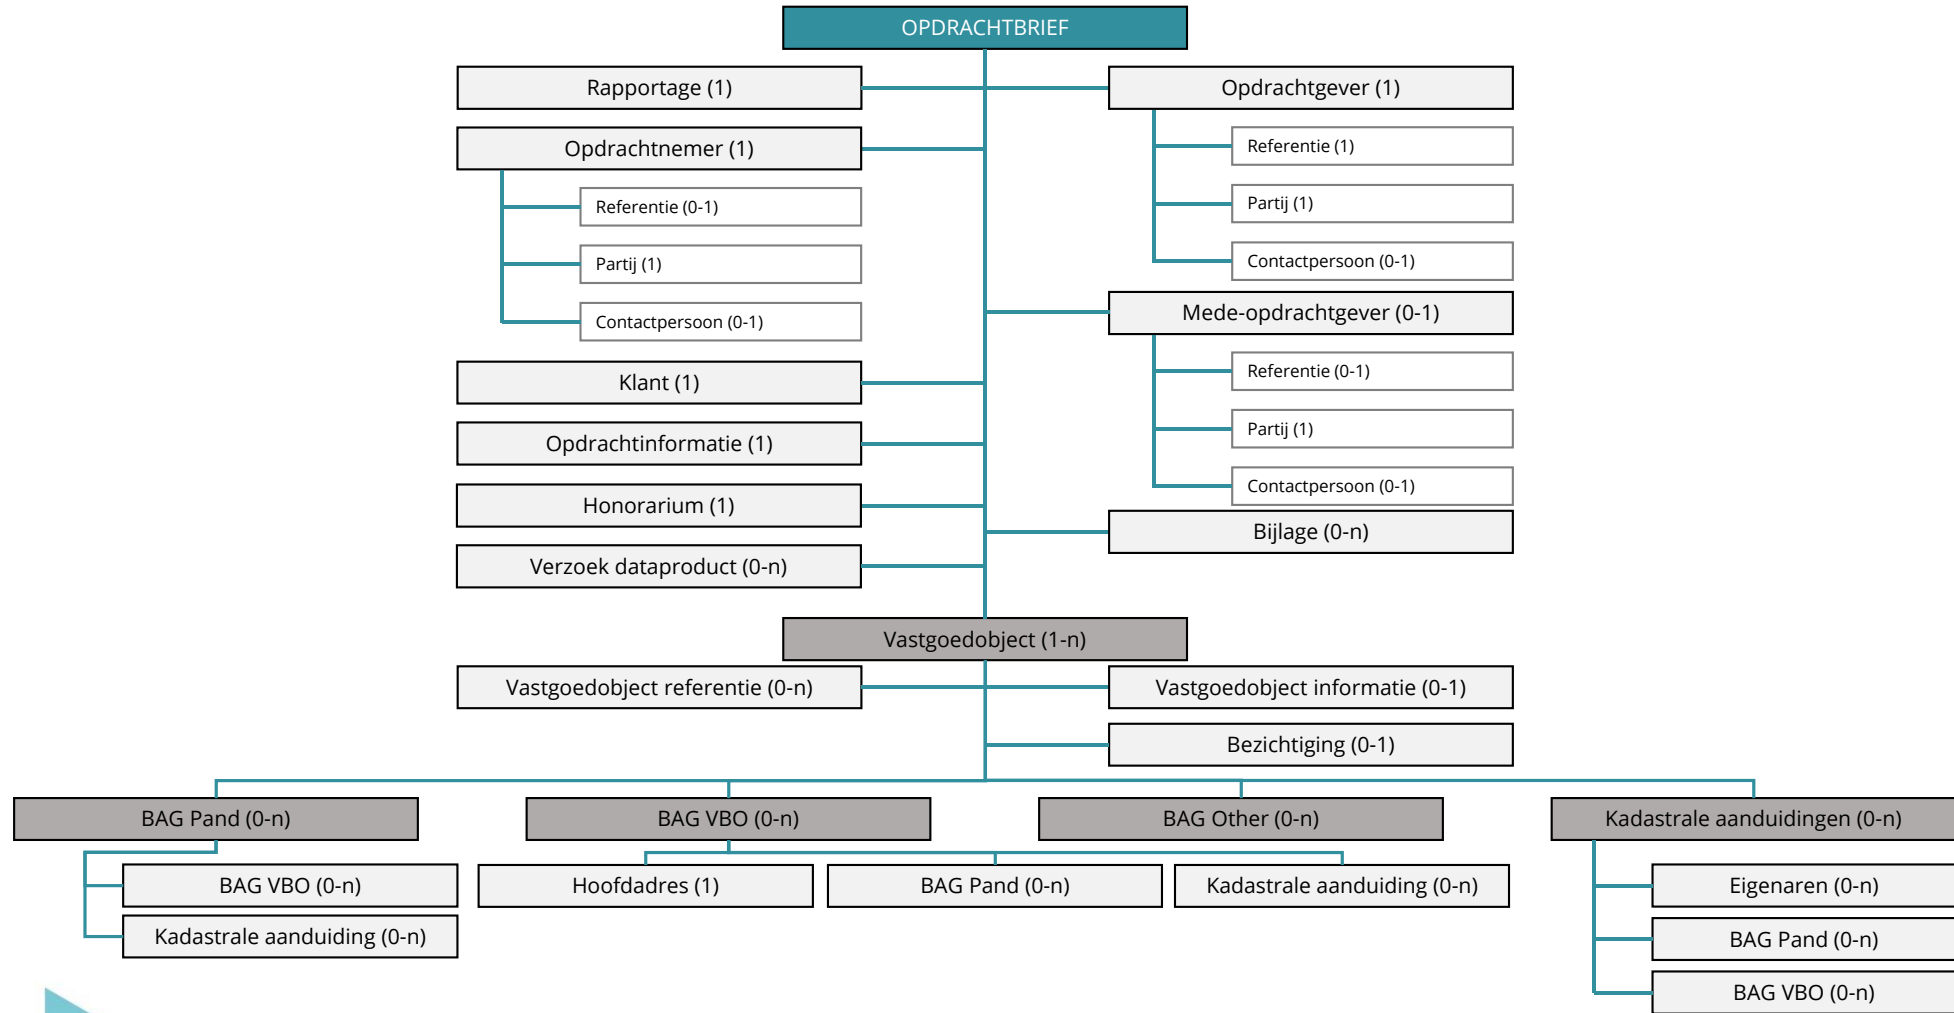 OPDRACHTBRIEF
Rapportage (1)
Opdrachtgever (1)
Opdrachtnemer (1)
Referentie (1)
Referentie (0-1)
Partij (1)
Partij (1)
Contactpersoon (0-1)
Contactpersoon (0-1)
Mede-opdrachtgever (0-1)
Klant (1)
Referentie (0-1)
Opdrachtinformatie (1)
Partij (1)
Honorarium (1)
Contactpersoon (0-1)
Bijlage (0-n)
Verzoek dataproduct (0-n)
Vastgoedobject (1-n)
Vastgoedobject referentie (0-n)
Vastgoedobject informatie (0-1)
Bezichtiging (0-1)
BAG Pand (0-n)
BAG VBO (0-n)
BAG Other (0-n)
Kadastrale aanduidingen (0-n)
BAG VBO (0-n)
Hoofdadres (1)
BAG Pand (0-n)
Kadastrale aanduiding (0-n)
Eigenaren (0-n)
Kadastrale aanduiding (0-n)
BAG Pand (0-n)
BAG VBO (0-n)